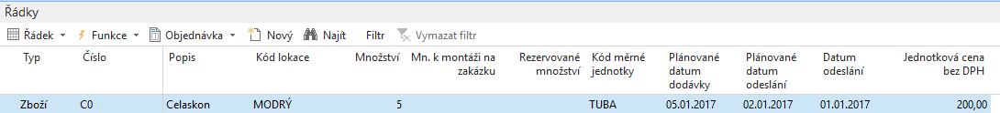 Řádky
Řádek Funkce Objednávka Nový Najít Filtr Vymazat filtr
Typ Číslo Popis Kód lokace Množství Mn. k montáži na zakázku Rezervované množství Kód měrné jednotky Plánované datum dodávky Plánované datum odeslání Datum odeslání Jednotková cena bez DPH
Zboží C0 Celaskon MODRÝ 5 TUBA 05.01.2017 02.01.2017 01.01.2017 200,00